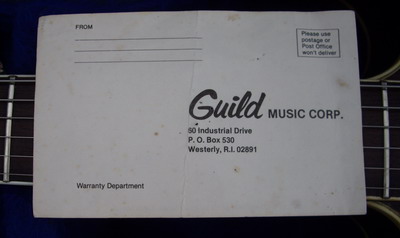 FROM
Please use
postage or
Post Office
won't deliver
Guild MUSIC CORP.
60 Industrial Drive
P. O. Box 530
Westerly, R.I. 02891
Warranty Department